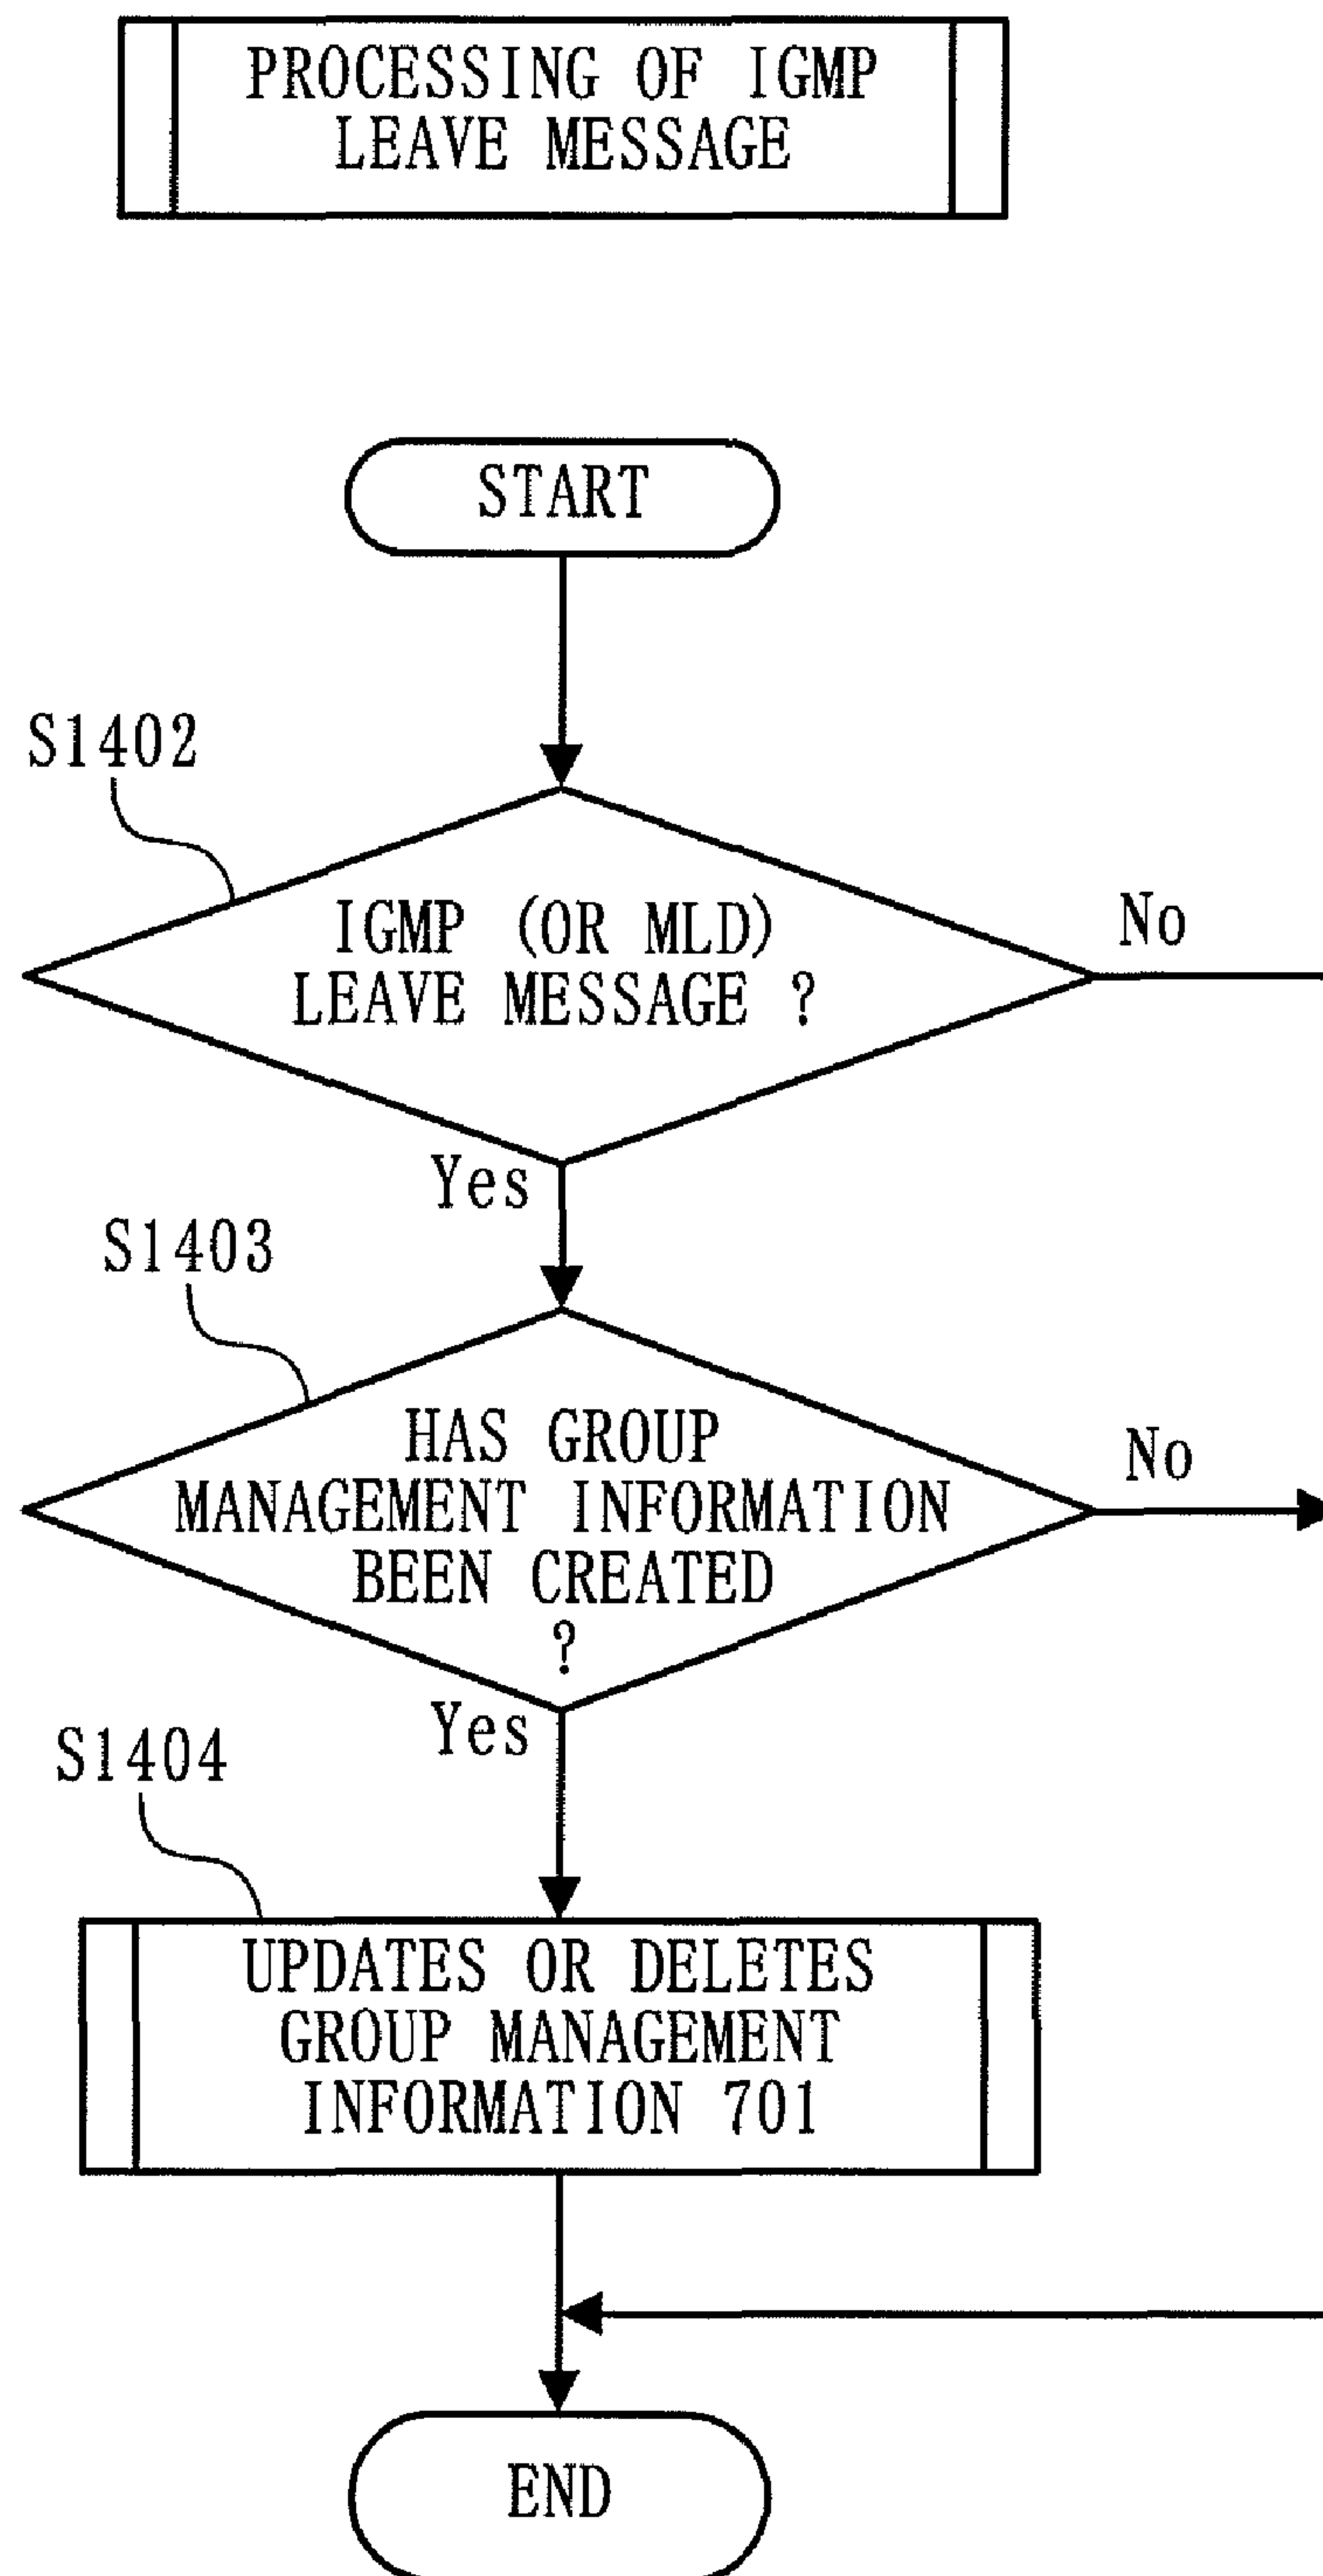 PROCESSING OF IGMP
LEAVE MESSAGE
START
S1402
IGMP (OR MLD)
LEAVE MESSAGE ?
No
Yes
S1403
HAS GROUP
MANAGEMENT INFORMATION
BEEN CREATED
?
No
Yes
S1404
UPDATES OR DELETES
GROUP MANAGEMENT
INFORMATION 701
END